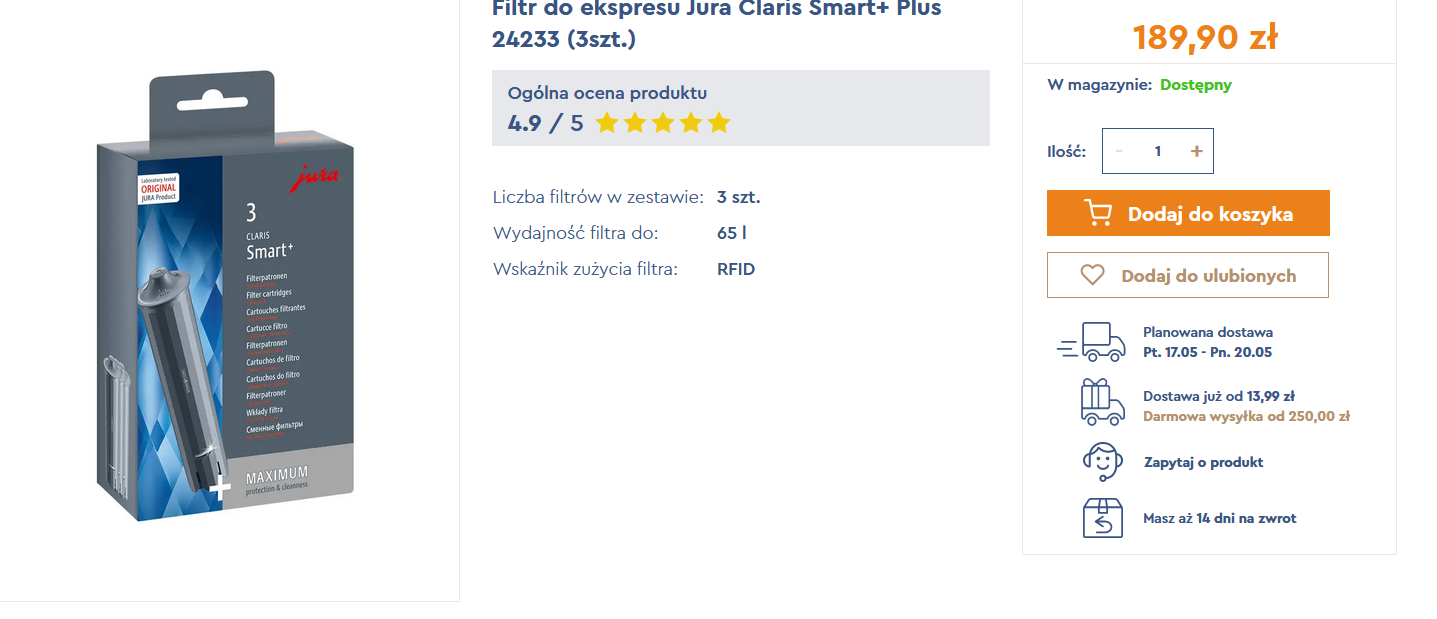 Filtr do ekspresu Jura Claris Smart+ Plus
24233 (3szt.)
Ogólna ocena produktu
4.9 / 5
Liczba filtrów w zestawie: 3 szt.
Wydajność filtra do: 65 l
Wskaźnik zużycia filtra: RFID
189,90 zł
W magazynie: Dostępny
Ilość: - 1 +
Dodaj do koszyka
Dodaj do ulubionych
Planowana dostawa
Pt. 17.05 - Pn. 20.05
Dostawa już od 13,99 zł
Darmowa wysyłka od 250,00 zł
Zapytaj o produkt
Masz aż 14 dni na zwrot
Laboratory tested
ORIGINAL
JURA Product
jura
3
CLARIS
Smart+
Filterpatronen
Filter cartridges
Cartouches filtrantes
Cartucce filtro
Filterpatronen
Cartuchos de filtro
Cartuchos do filtro
Filterpatroner
Wkłady filtra
Сменные фильтры
MAXIMUM
protection & cleanness